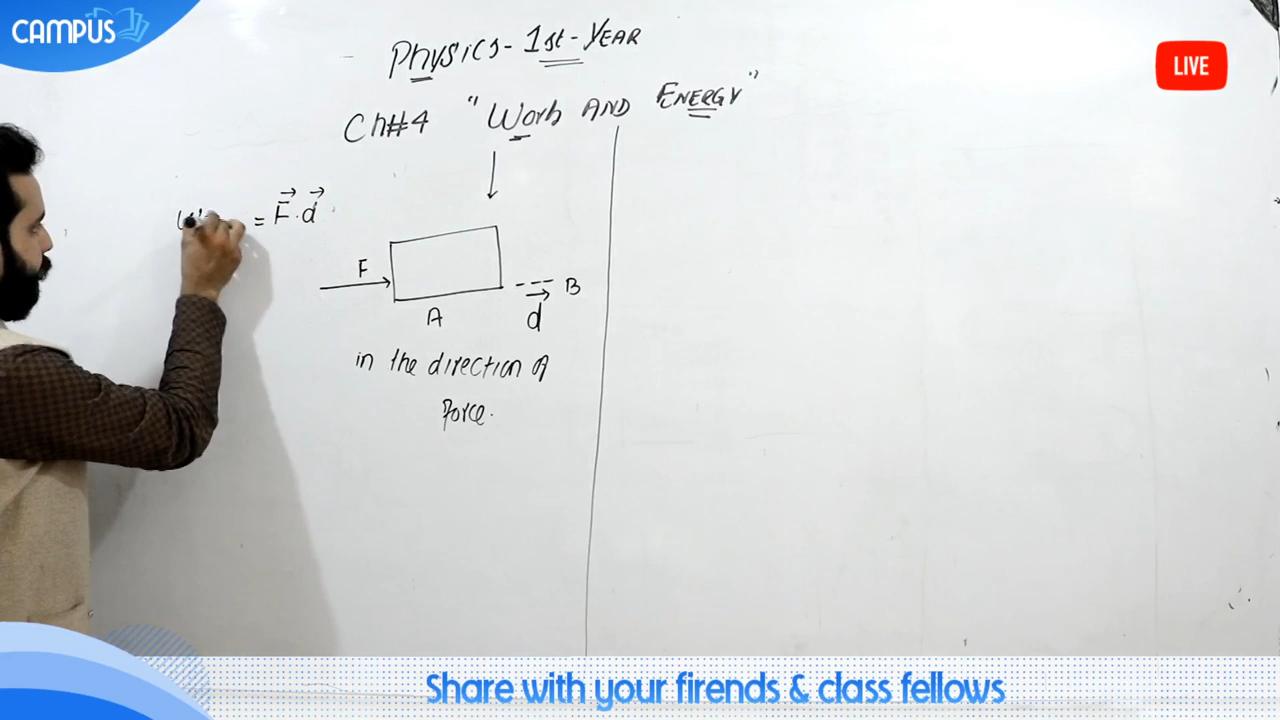 CAMPUS
LIVE
Physics - 1st - YEAR
Ch#4 "Work AND ENERGY"
= F . d
F
A
B
d
in the direction of
Force.
Share with your firends & class fellows